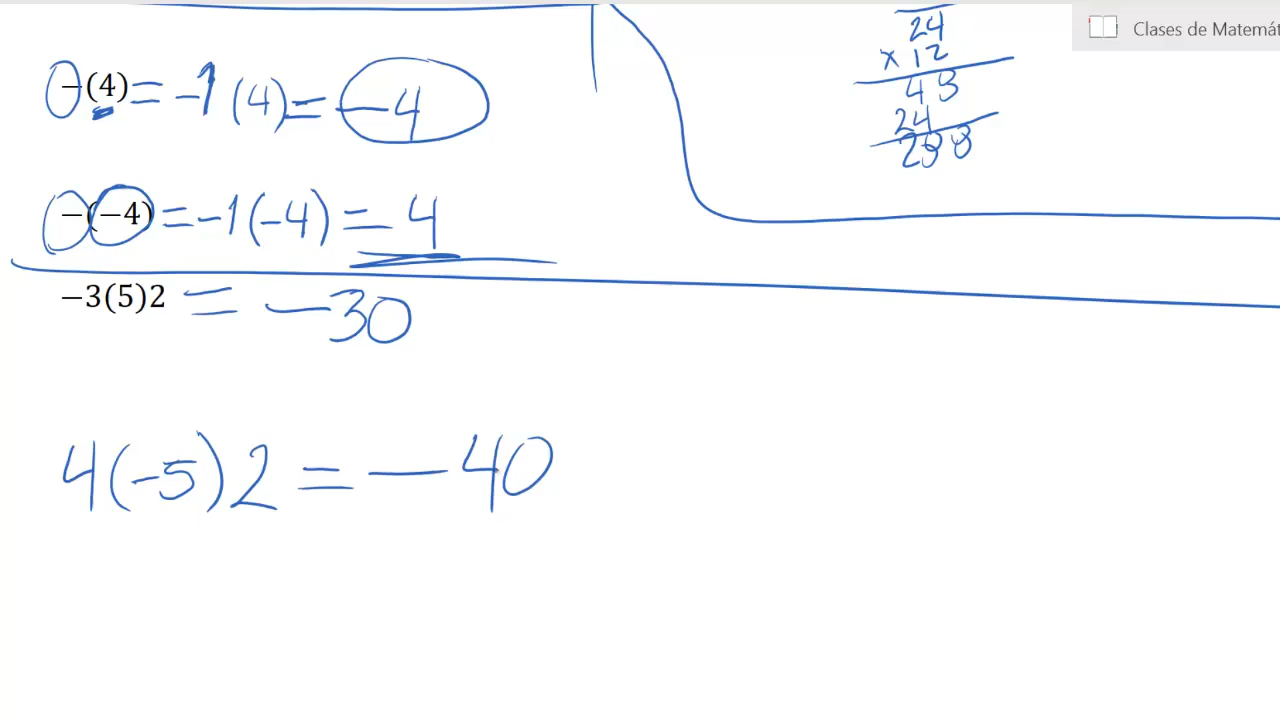 -(4) = -1(4) = -4
-(-4) = -1(-4) = 4
-3(5)2 = -30
4(-5)2 = -40
24
x 12
48
24
288
Clases de Matemát